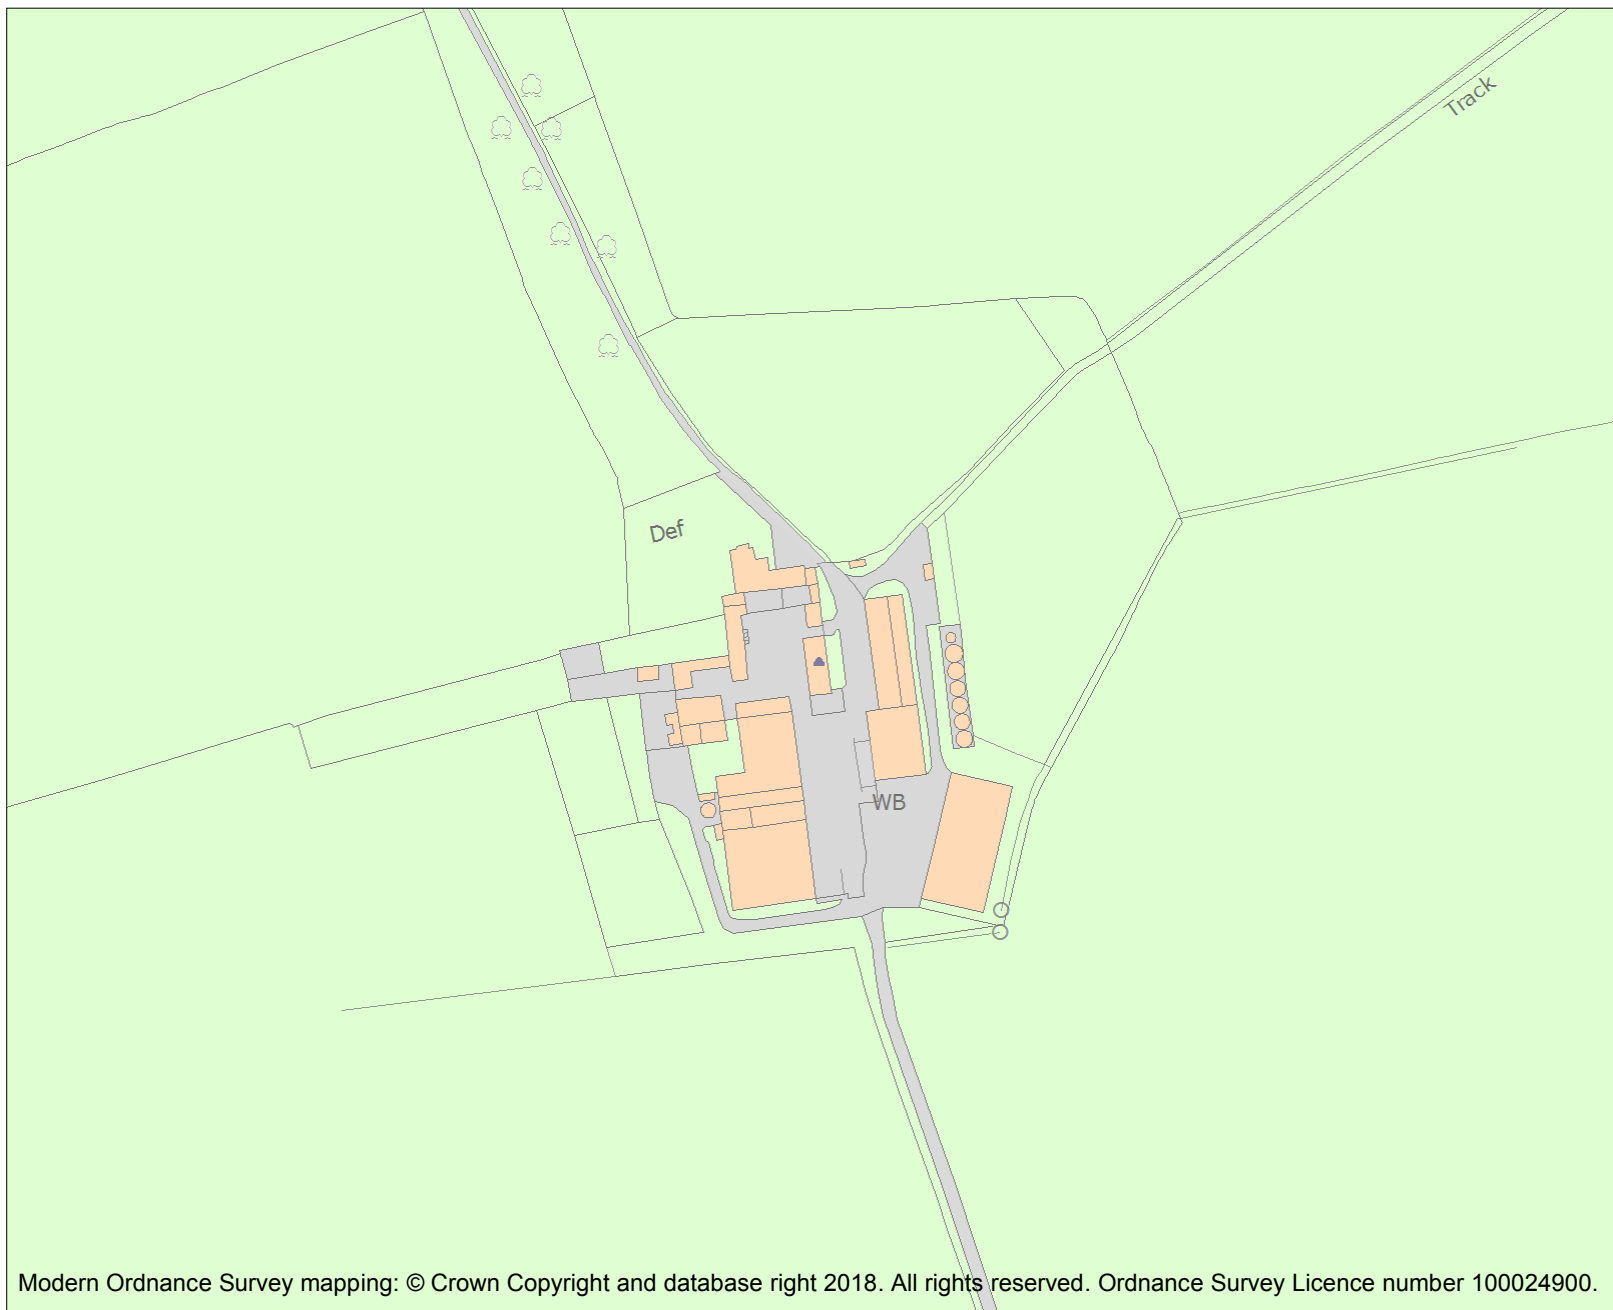 Track
Def
WB
Modern Ordnance Survey mapping: © Crown Copyright and database right 2018. All rights reserved. Ordnance Survey Licence number 100024900.